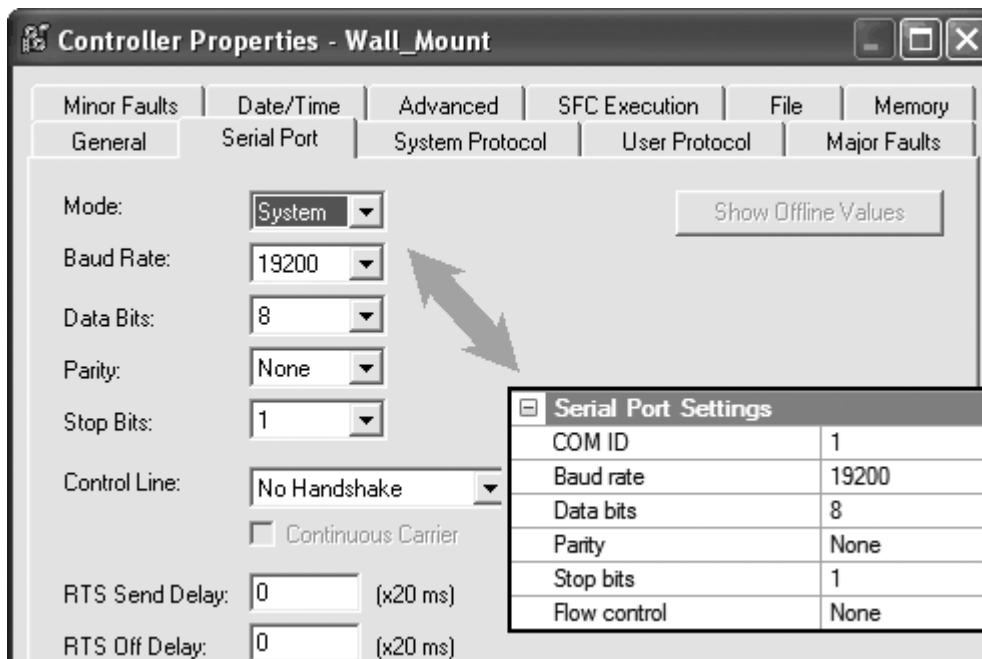 Controller Properties - Wall_Mount
Minor Faults Date/Time Advanced SFC Execution File Memory
General Serial Port System Protocol User Protocol Major Faults
Mode: System Show Offline Values
Baud Rate: 19200
Data Bits: 8
Parity: None
Stop Bits: 1
Control Line: No Handshake
Continuous Carrier
RTS Send Delay: 0 (x20 ms)
RTS Off Delay: 0 (x20 ms)
Serial Port Settings
COM ID 1
Baud rate 19200
Data bits 8
Parity None
Stop bits 1
Flow control None